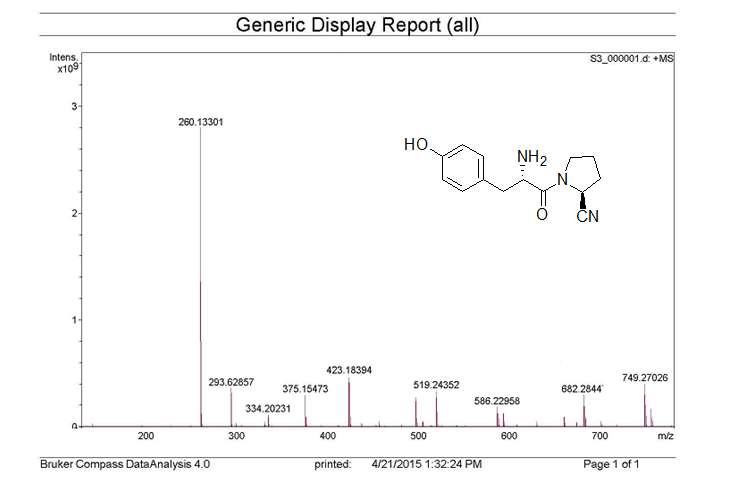 Generic Display Report (all)
Intens.
x10⁹
S3_000001.d: +MS
3
260.13301
HO
NH₂
N
O
CN
2
1
749.27026
423.18394
293.62857
375.15473
519.24352
682.2844
586.22958
334.20231
0
200
300
400
500
600
700
m/z
Bruker Compass DataAnalysis 4.0
printed:
4/21/2015 1:32:24 PM
Page 1 of 1